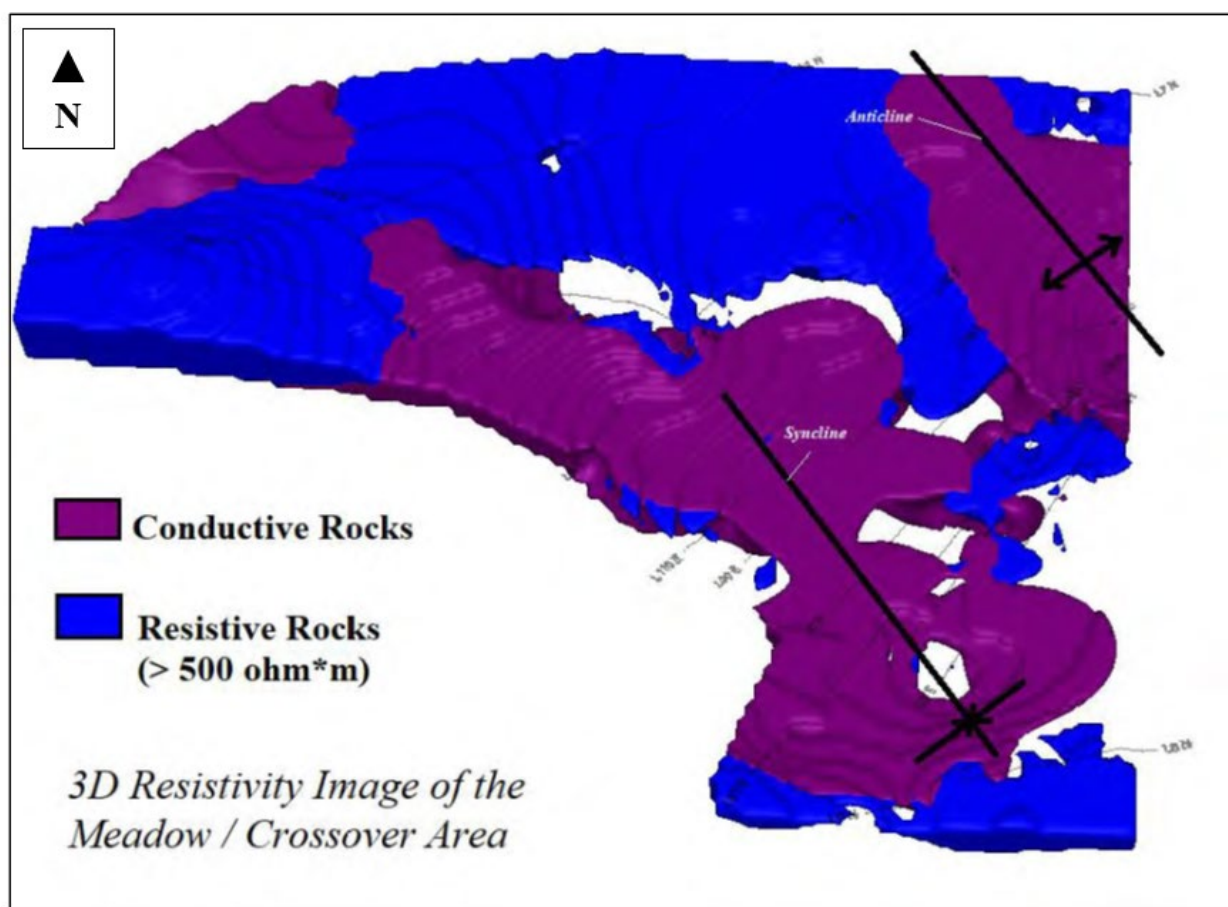 N
Anticline
Syncline
Conductive Rocks
Resistive Rocks
(> 500 ohm*m)
3D Resistivity Image of the
Meadow / Crossover Area